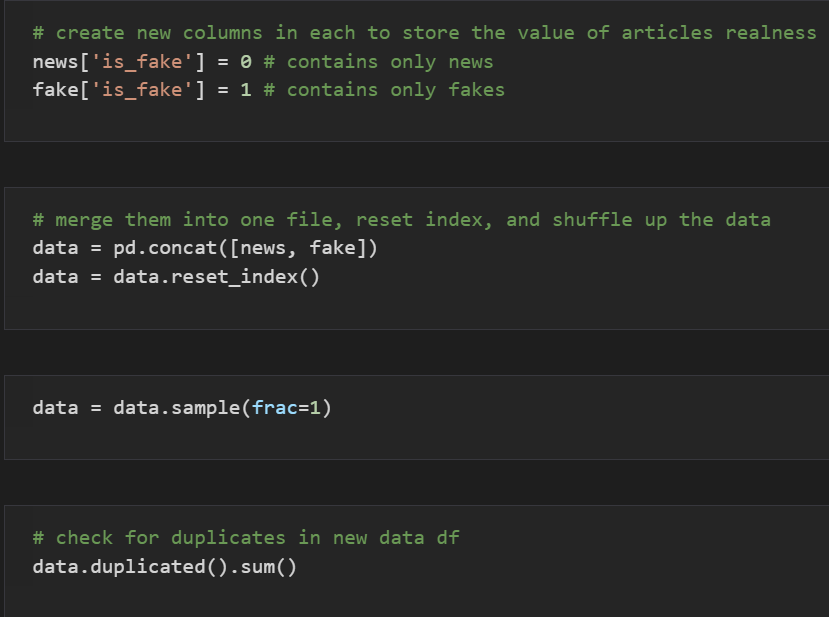 # create new columns in each to store the value of articles realness
news['is_fake'] = 0 # contains only news
fake['is_fake'] = 1 # contains only fakes
# merge them into one file, reset index, and shuffle up the data
data = pd.concat([news, fake])
data = data.reset_index()
data = data.sample(frac=1)
# check for duplicates in new data df
data.duplicated().sum()